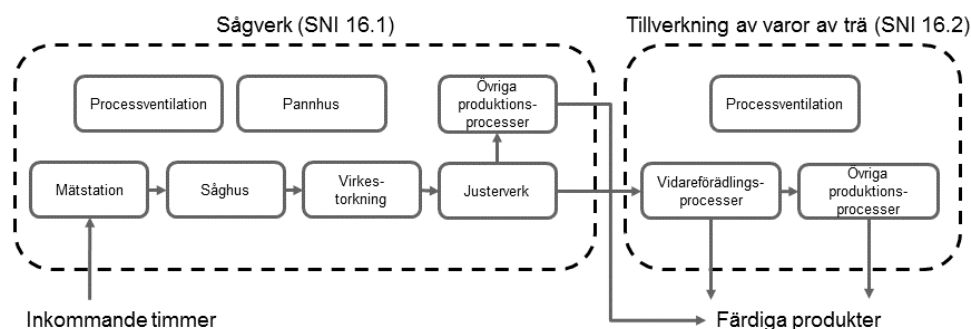 Sågverk (SNI 16.1)
Tillverkning av varor av trä (SNI 16.2)
Processventilation
Pannhus
Övriga
produktions-
processer
Processventilation
Mätstation
Såghus
Virkes-
torkning
Justerverk
Vidareförädlings-
processer
Övriga
produktions-
processer
Inkommande timmer
Färdiga produkter